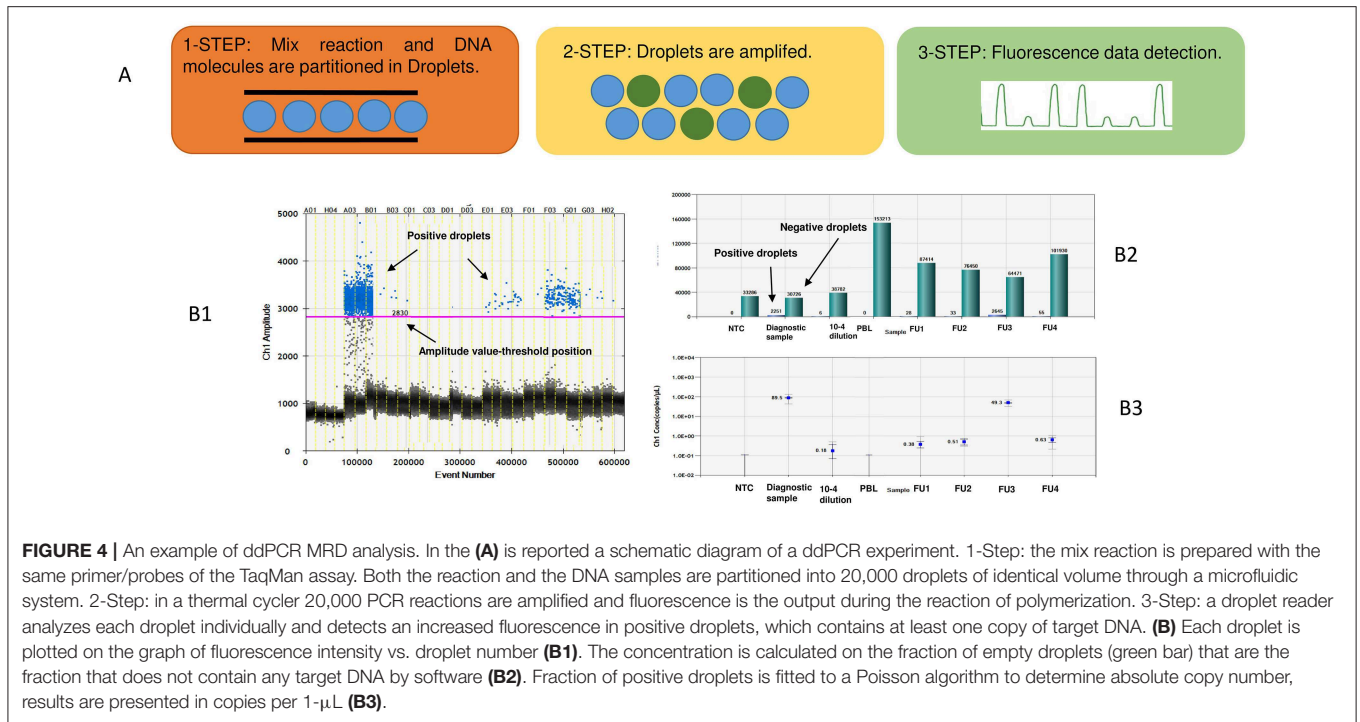 A
1-STEP: Mix reaction and DNA
molecules are partitioned in Droplets.
2-STEP: Droplets are amplifed.
3-STEP: Fluorescence data detection.
B1
A01 H04 A03 B01 B03 C01 C03 D01 D03 E01 E03 F01 F03 G01 G03 H02
5000
4000
3000
2000
1000
0
Ch1 Amplitude
Positive droplets
2830
Amplitude value-threshold position
0 100000 200000 300000 400000 500000 600000
Event Number
B2
200000
160000
120000
80000
40000
0
Positive droplets
Negative droplets
0 33286 2251 30726 6 38782 0 153213 28 87414 33 76450 2645 64471 55 101930
NTC Diagnostic sample 10-4 dilution PBL Sample FU1 FU2 FU3 FU4
B3
Ch1 Conc(copies/µL)
1.0E+04
1.0E+03
1.0E+02
1.0E+01
1.0E+00
1.0E-01
1.0E-02
89.5 0.18 0.38 0.51 49.3 0.63
NTC Diagnostic sample 10-4 dilution PBL Sample FU1 FU2 FU3 FU4
FIGURE 4 | An example of ddPCR MRD analysis. In the (A) is reported a schematic diagram of a ddPCR experiment. 1-Step: the mix reaction is prepared with the
same primer/probes of the TaqMan assay. Both the reaction and the DNA samples are partitioned into 20,000 droplets of identical volume through a microfluidic
system. 2-Step: in a thermal cycler 20,000 PCR reactions are amplified and fluorescence is the output during the reaction of polymerization. 3-Step: a droplet reader
analyzes each droplet individually and detects an increased fluorescence in positive droplets, which contains at least one copy of target DNA. (B) Each droplet is
plotted on the graph of fluorescence intensity vs. droplet number (B1). The concentration is calculated on the fraction of empty droplets (green bar) that are the
fraction that does not contain any target DNA by software (B2). Fraction of positive droplets is fitted to a Poisson algorithm to determine absolute copy number,
results are presented in copies per 1-µL (B3).